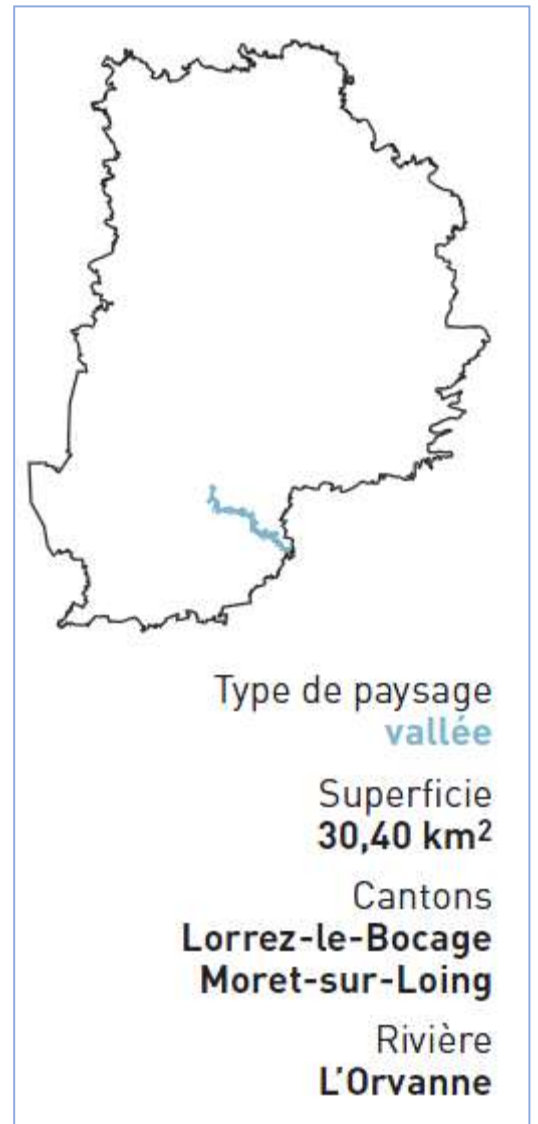 Type de paysage
vallée
Superficie
30,40 km²
Cantons
Lorrez-le-Bocage
Moret-sur-Loing
Rivière
L'Orvanne